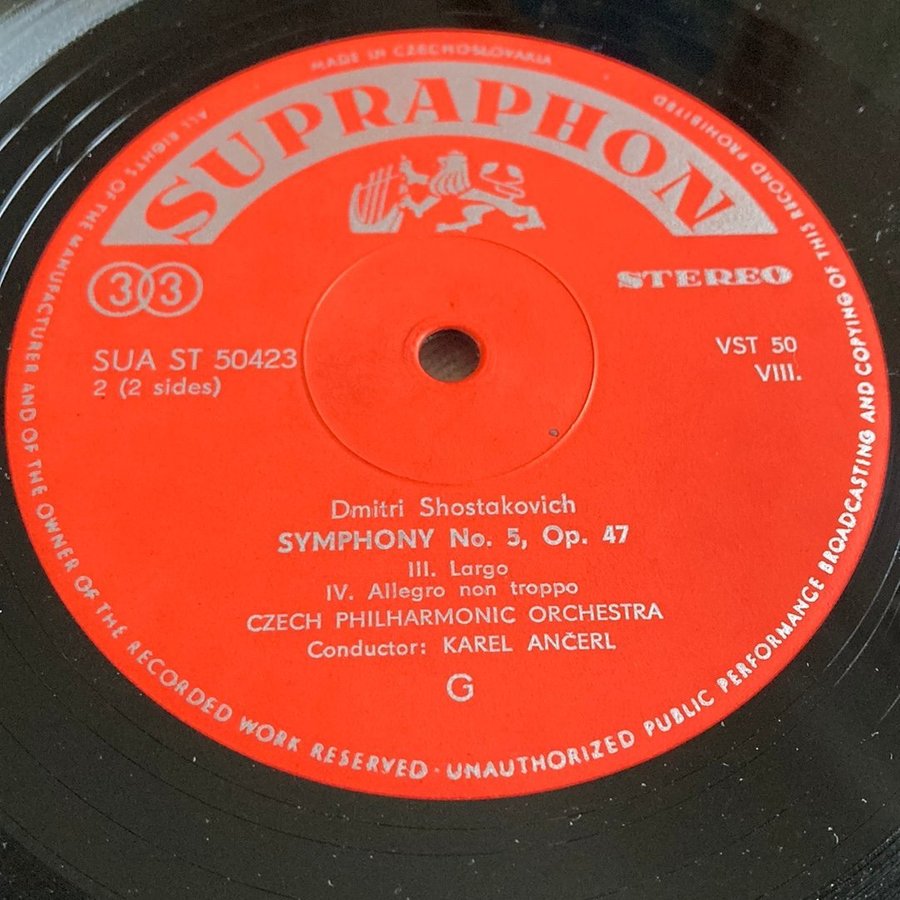 MADE IN CZECHOSLOVAKIA
SUPRAPHON
33
STEREO
SUA ST 50423
2 (2 sides)
VST 50
VIII.
Dmitri Shostakovich
SYMPHONY No. 5, Op. 47
III. Largo
IV. Allegro non troppo
CZECH PHILHARMONIC ORCHESTRA
Conductor: KAREL ANČERL
G
ALL RIGHTS OF THE MANUFACTURER AND OF THE OWNER OF THE RECORDED WORK RESERVED · UNAUTHORIZED PUBLIC PERFORMANCE BROADCASTING AND COPYING OF THIS RECORD PROHIBITED